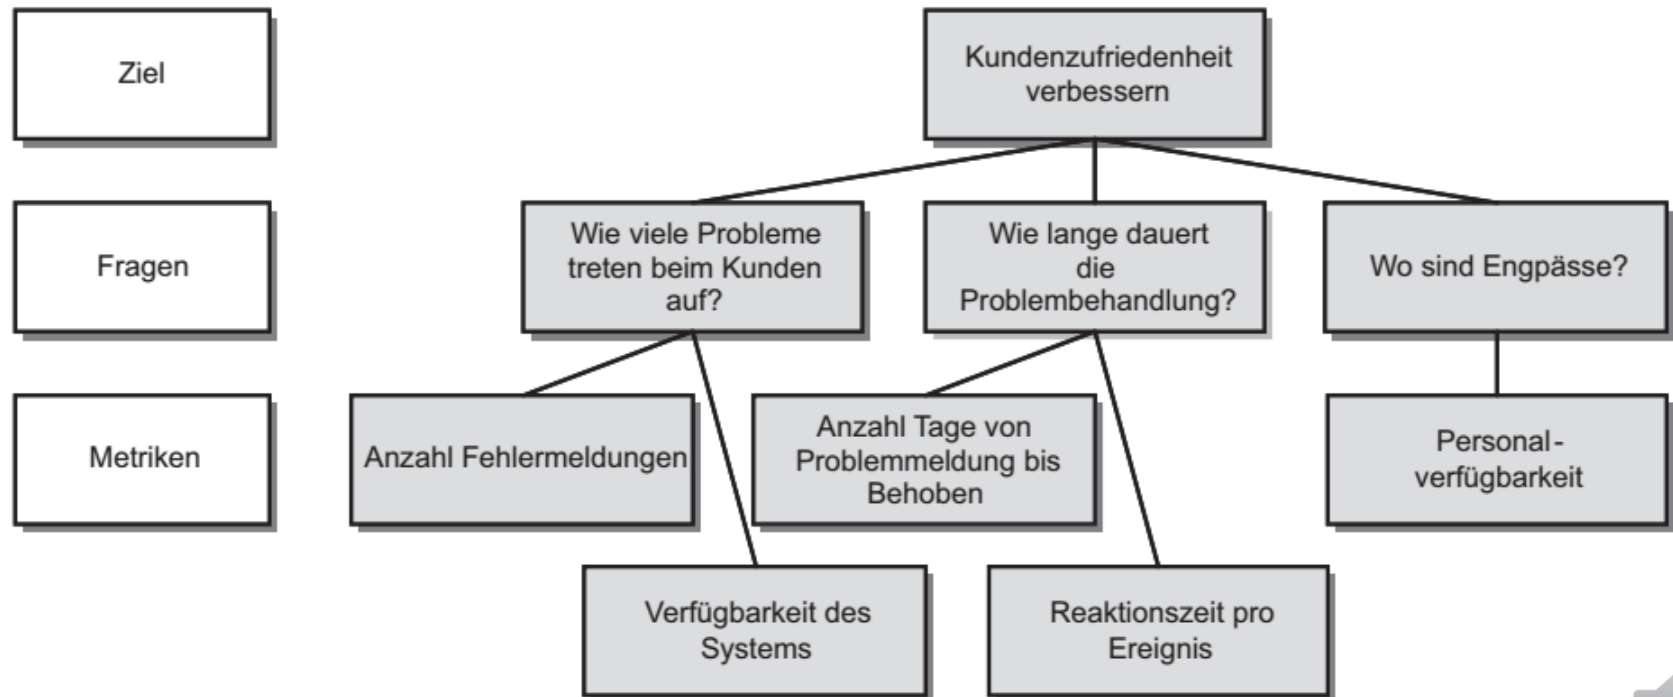 Ziel
Kundenzufriedenheit
verbessern
Fragen
Wie viele Probleme
treten beim Kunden
auf?
Wie lange dauert
die
Problembehandlung?
Wo sind Engpässe?
Metriken
Anzahl Fehlermeldungen
Anzahl Tage von
Problemmeldung bis
Behoben
Personal-
verfügbarkeit
Verfügbarkeit des
Systems
Reaktionszeit pro
Ereignis